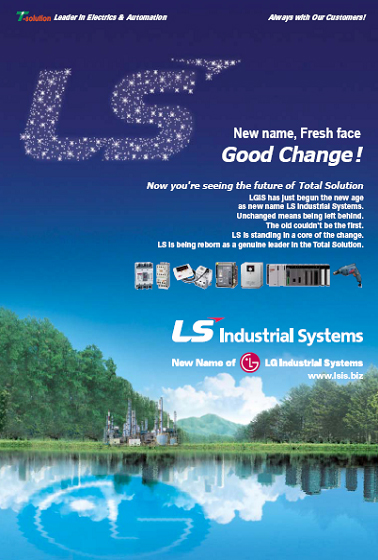 T-solution Leader in Electrics & Automation
Always with Our Customers!
LS
New name, Fresh face
Good Change!
Now you're seeing the future of Total Solution
LGIS has just begun the new age
as new name LS Industrial Systems.
Unchanged means being left behind.
The old couldn't be the first.
LS is standing in a core of the change.
LS is being reborn as a genuine leader in the Total Solution.
LS Industrial Systems
New Name of LG LG Industrial Systems
www.lsis.biz